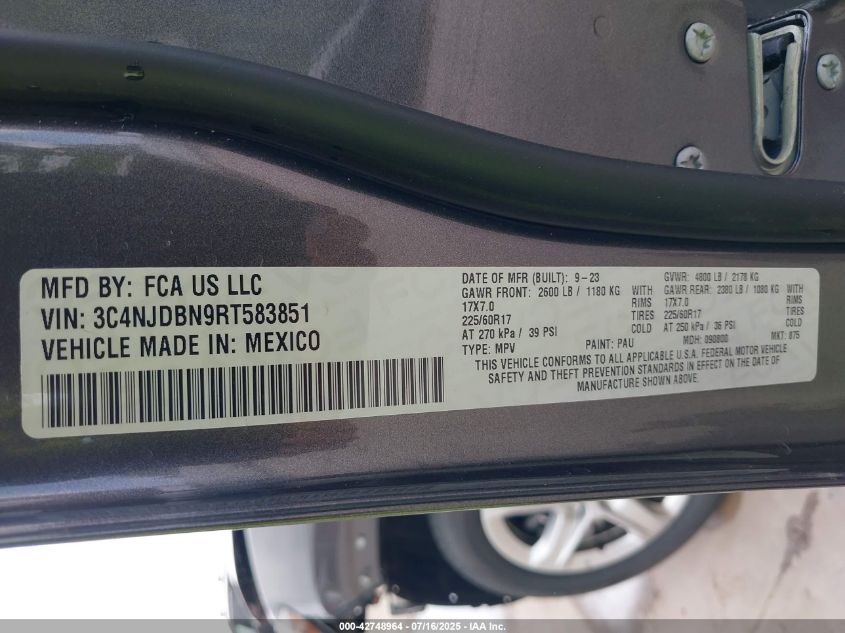 MFD BY: FCA US LLC
VIN: 3C4NJDBN9RT583851
VEHICLE MADE IN: MEXICO
DATE OF MFR (BUILT): 9-23
GVWR: 4800 LB / 2178 KG
GAWR FRONT: 2600 LB / 1180 KG WITH
GAWR REAR: 2380 LB / 1080 KG WITH
17X7.0 RIMS
17X7.0 RIMS
225/60R17 TIRES
225/60R17 TIRES
AT 270 kPa / 39 PSI
AT 250 kPa / 36 PSI
TYPE: MPV PAINT: PAU MDH: 090800 MKT: 875
THIS VEHICLE CONFORMS TO ALL APPLICABLE U.S.A. FEDERAL MOTOR VEHICLE
SAFETY AND THEFT PREVENTION STANDARDS IN EFFECT ON THE DATE OF
MANUFACTURE SHOWN ABOVE.
000-42748964 - 07/16/2025 - IAA Inc.